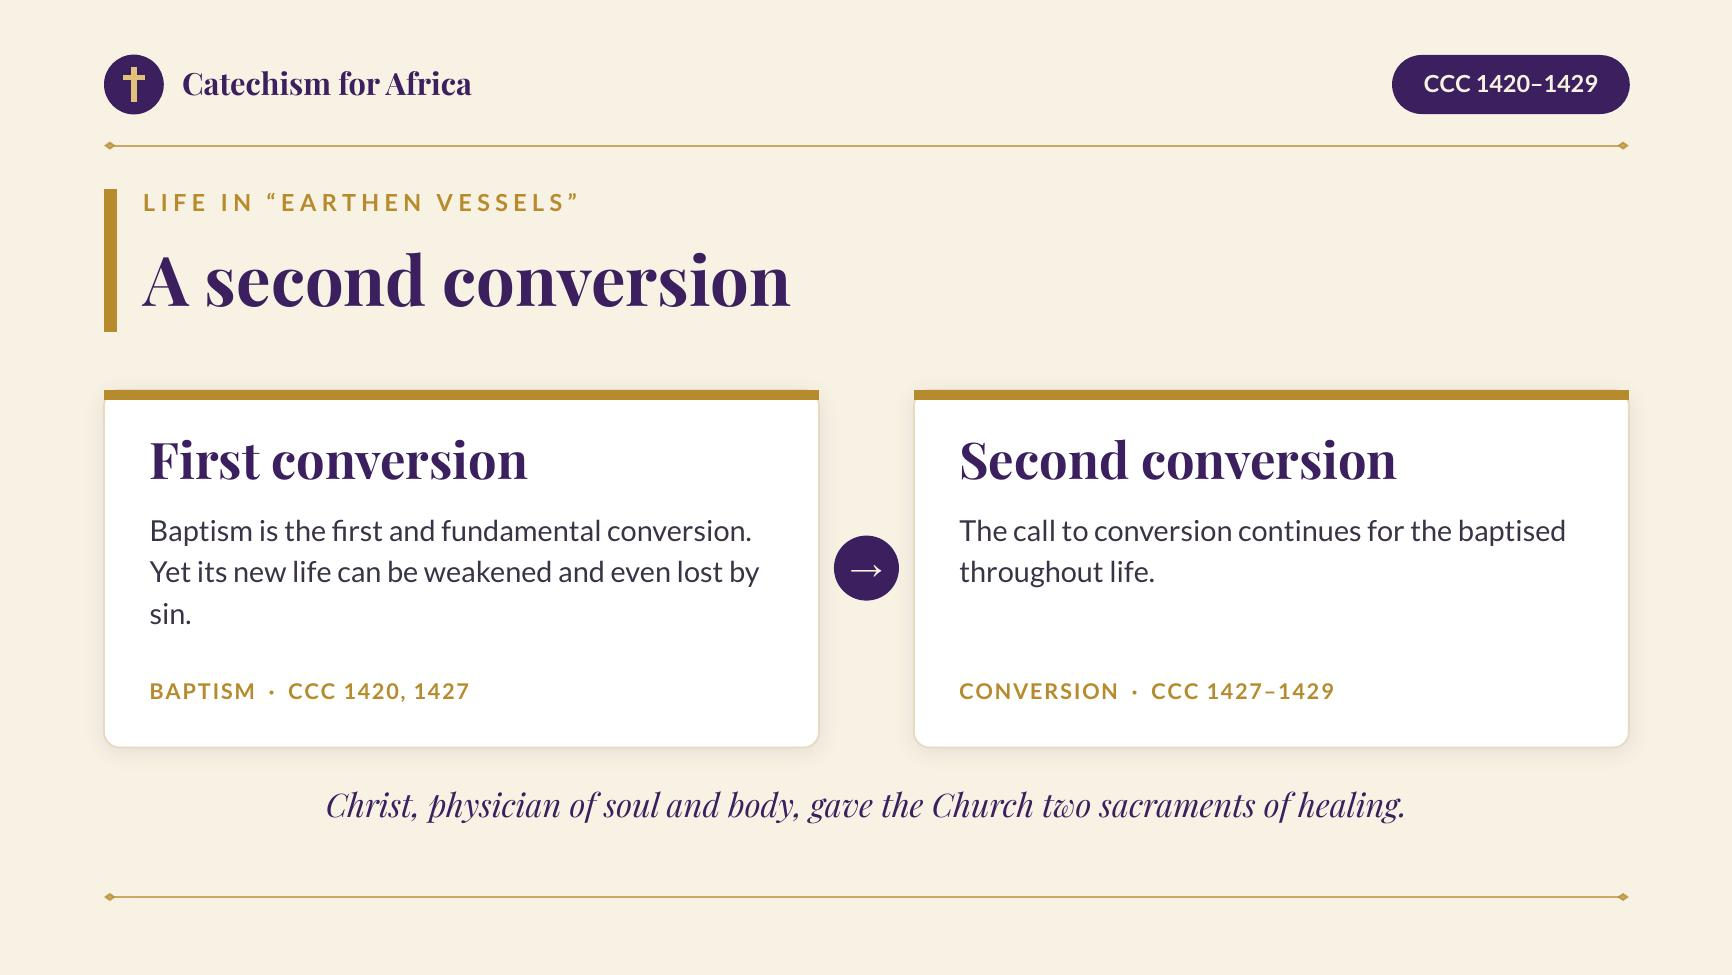 Catechism for Africa
CCC 1420–1429
LIFE IN “EARTHEN VESSELS”
A second conversion
First conversion
Baptism is the first and fundamental conversion.
Yet its new life can be weakened and even lost by
sin.
BAPTISM · CCC 1420, 1427
→
Second conversion
The call to conversion continues for the baptised
throughout life.
CONVERSION · CCC 1427–1429
Christ, physician of soul and body, gave the Church two sacraments of healing.